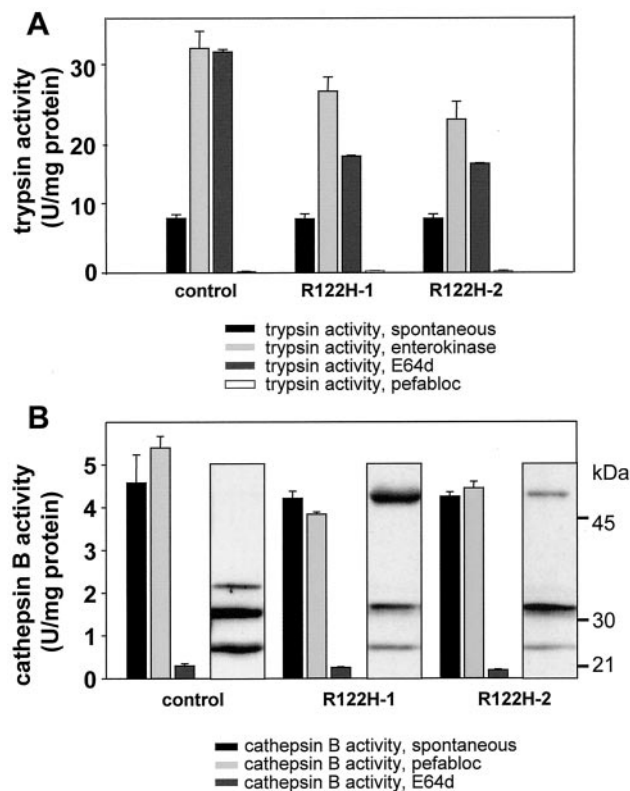 A
trypsin activity
(U/mg protein)
30
20
10
0
control
R122H-1
R122H-2
trypsin activity, spontaneous
trypsin activity, enterokinase
trypsin activity, E64d
trypsin activity, pefabloc
B
cathepsin B activity
(U/mg protein)
5
4
3
2
1
0
kDa
45
30
21
control
R122H-1
R122H-2
cathepsin B activity, spontaneous
cathepsin B activity, pefabloc
cathepsin B activity, E64d